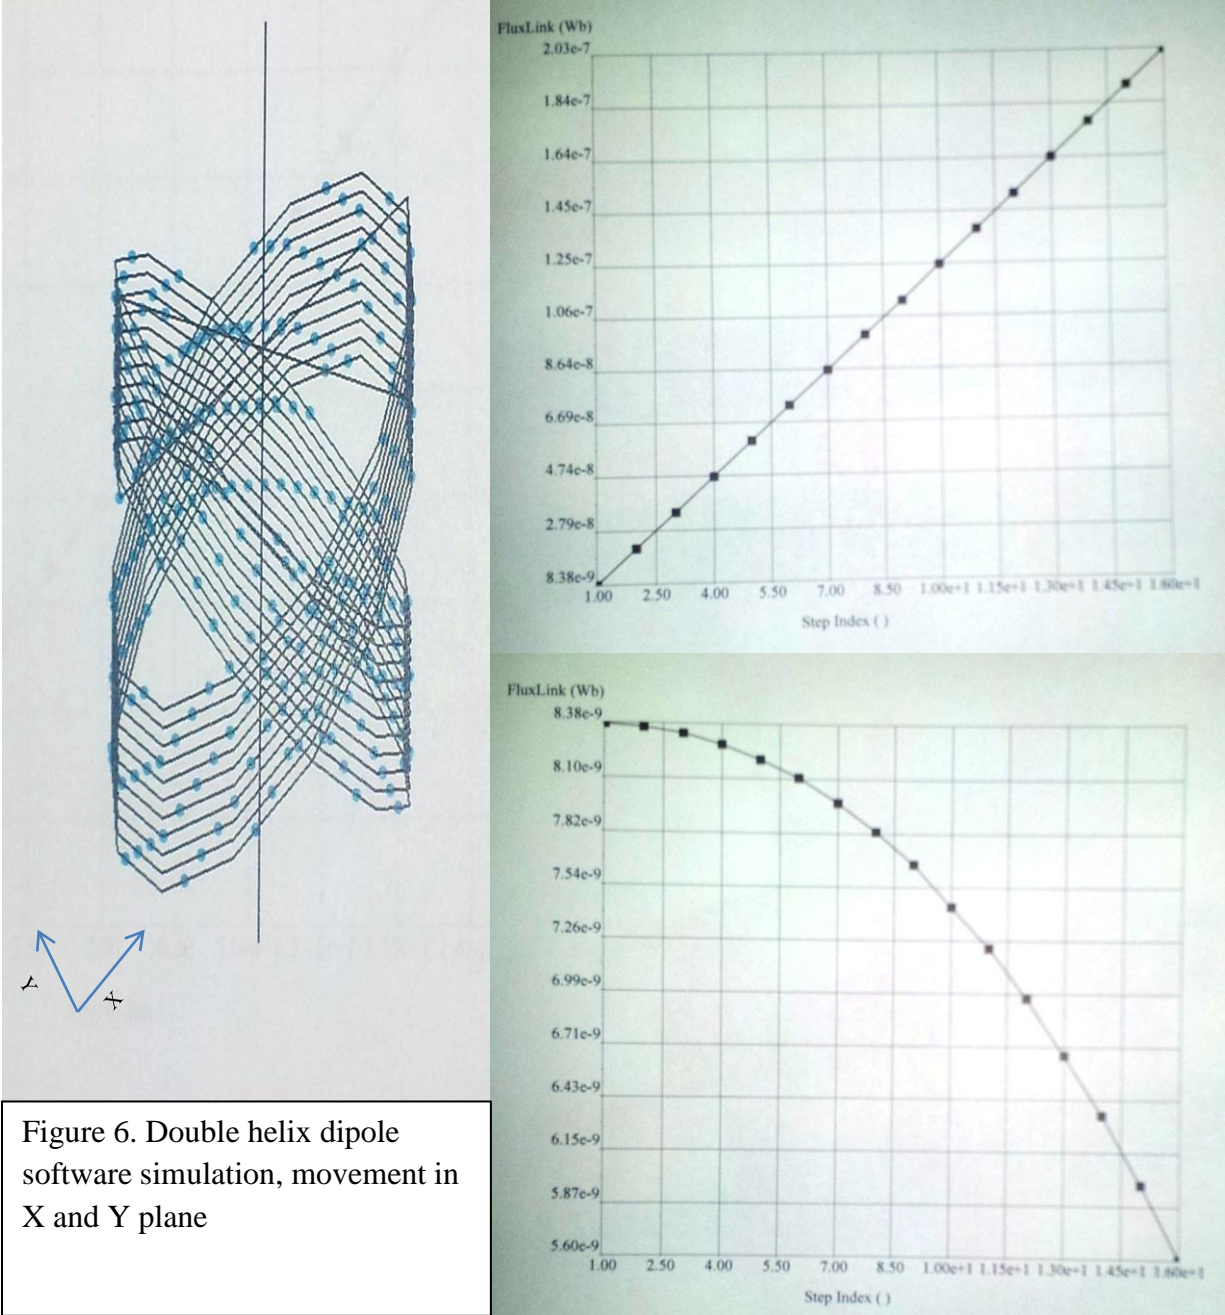 FluxLink (Wb)
2.03e-7
1.84e-7
1.64e-7
1.45e-7
1.25e-7
1.06e-7
8.64e-8
6.69e-8
4.74e-8
2.79e-8
8.38e-9
1.00 2.50 4.00 5.50 7.00 8.50 1.00e+1 1.15e+1 1.30e+1 1.45e+1 1.60e+1
Step Index ( )
FluxLink (Wb)
8.38e-9
8.10e-9
7.82e-9
7.54e-9
7.26e-9
6.99e-9
6.71e-9
6.43e-9
6.15e-9
5.87e-9
5.60e-9
1.00 2.50 4.00 5.50 7.00 8.50 1.00e+1 1.15e+1 1.30e+1 1.45e+1 1.60e+1
Step Index ( )
Y
X
Figure 6. Double helix dipole
software simulation, movement in
X and Y plane